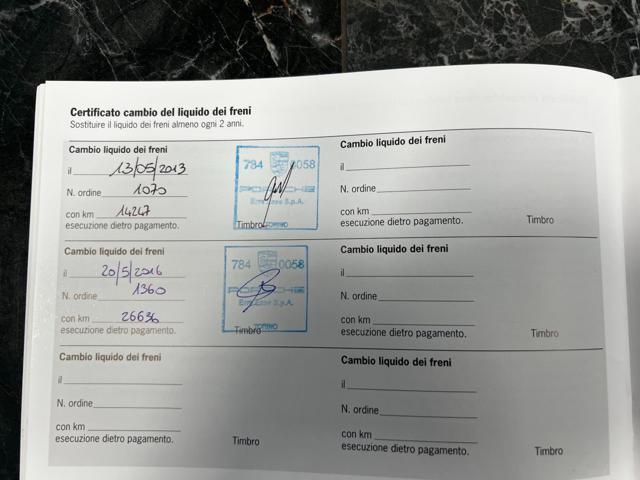 Certificato cambio del liquido dei freni
Sostituire il liquido dei freni almeno ogni 2 anni.
Cambio liquido dei freni
il 13/05/2013
N. ordine 1070
con km 14247
esecuzione dietro pagamento.
784 0058
PORSCHE
S.p.A.
TORINO
Timbro
Cambio liquido dei freni
il
N. ordine
con km
esecuzione dietro pagamento.
Timbro
Cambio liquido dei freni
il 20/5/2016
N. ordine 1360
con km 26636
esecuzione dietro pagamento.
784 0058
PORSCHE
S.p.A.
TORINO
Timbro
Cambio liquido dei freni
il
N. ordine
con km
esecuzione dietro pagamento.
Timbro
Cambio liquido dei freni
il
N. ordine
con km
esecuzione dietro pagamento.
Timbro
Cambio liquido dei freni
il
N. ordine
con km
esecuzione dietro pagamento.
Timbro